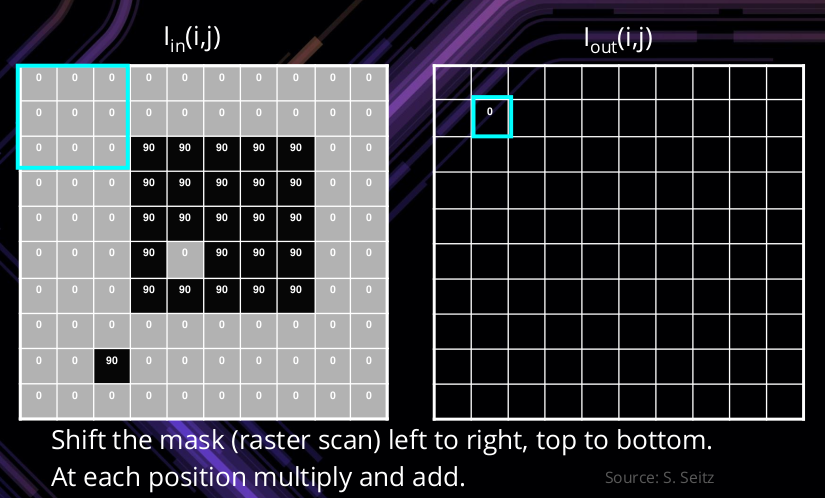 I_in(i,j)
I_out(i,j)
0 0 0 0 0 0 0 0 0 0
0 0 0 0 0 0 0 0 0 0
0
0 0 0 90 90 90 90 90 0 0
0 0 0 90 90 90 90 90 0 0
0 0 0 90 90 90 90 90 0 0
0 0 0 90 0 90 90 90 0 0
0 0 0 90 90 90 90 90 0 0
0 0 0 0 0 0 0 0 0 0
0 0 90 0 0 0 0 0 0 0
0 0 0 0 0 0 0 0 0 0
Shift the mask (raster scan) left to right, top to bottom.
At each position multiply and add.
Source: S. Seitz